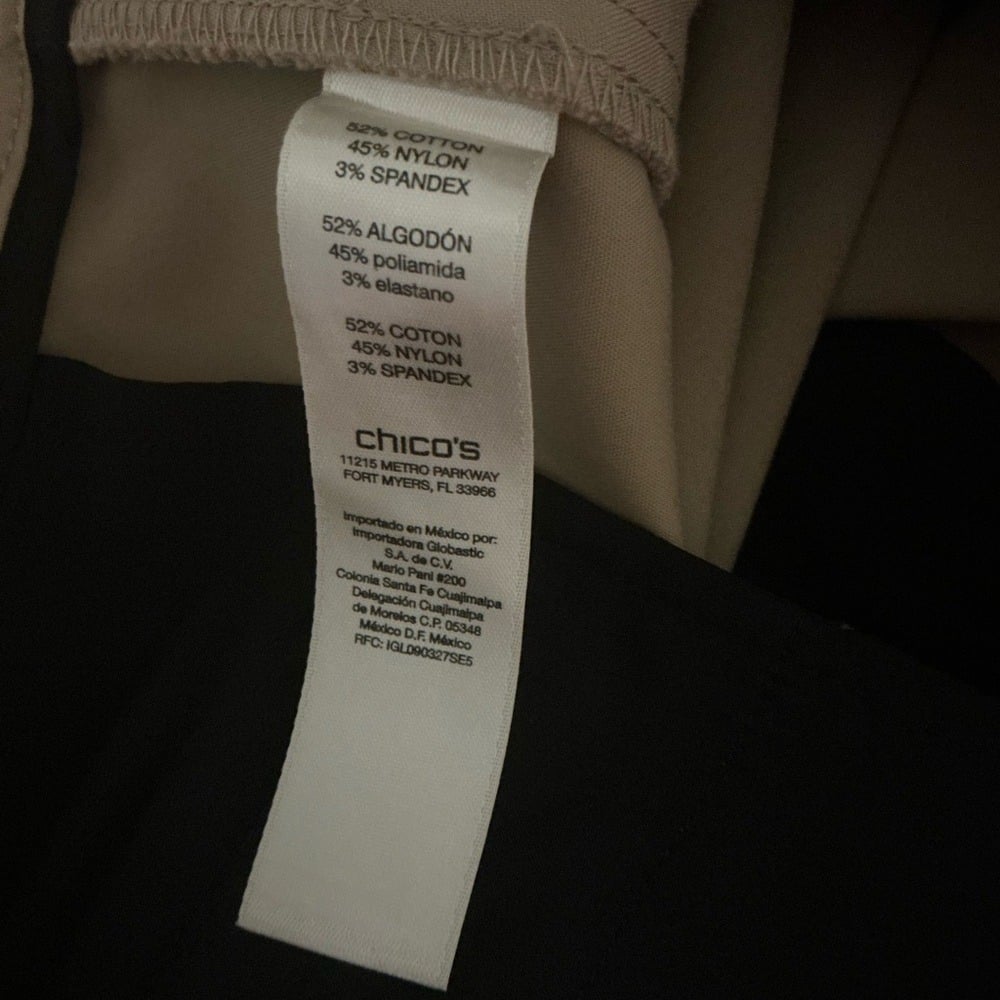 52% COTTON
45% NYLON
3% SPANDEX
52% ALGODÓN
45% poliamida
3% elastano
52% COTON
45% NYLON
3% SPANDEX
chico's
11215 METRO PARKWAY
FORT MYERS, FL 33966
Importado en México por:
Importadora Globastic
S.A. de C.V.
Mario Pani #200
Colonia Santa Fe Cuajimalpa
Delegación Cuajimalpa
de Morelos C.P. 05348
México D.F. México
RFC: IGL090327SE5